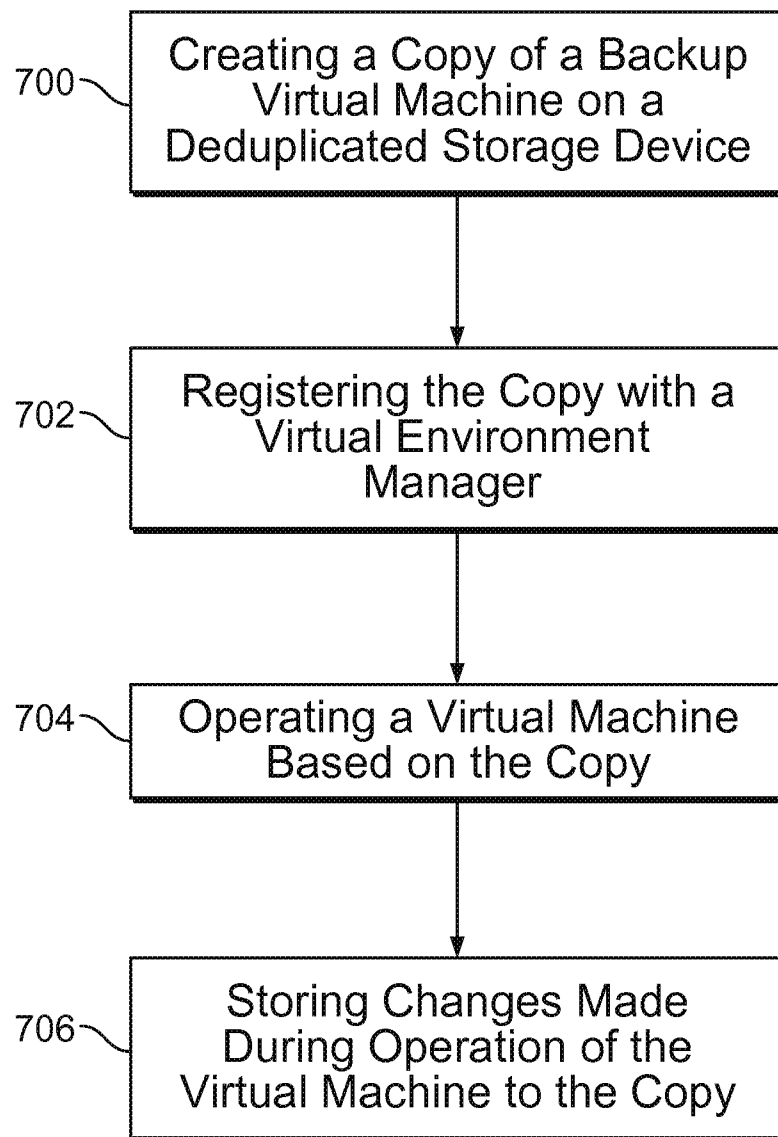 700
Creating a Copy of a Backup
Virtual Machine on a
Deduplicated Storage Device
702
Registering the Copy with a
Virtual Environment
Manager
704
Operating a Virtual Machine
Based on the Copy
706
Storing Changes Made
During Operation of the
Virtual Machine to the Copy